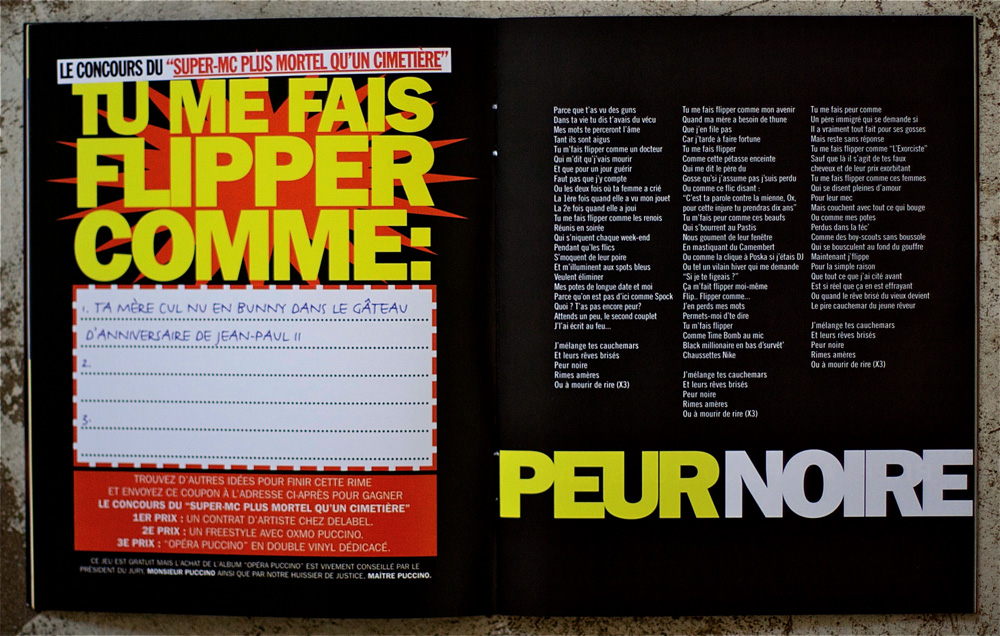 LE CONCOURS DU “SUPER-MC PLUS MORTEL QU’UN CIMETIÈRE”
TU ME FAIS
FLIPPER
COMME:
1. TA MÈRE CUL NU EN BUNNY DANS LE GÂTEAU
D’ANNIVERSAIRE DE JEAN-PAUL II
2.
3.
TROUVEZ D’AUTRES IDÉES POUR FINIR CETTE RIME
ET ENVOYEZ CE COUPON À L’ADRESSE CI-APRÈS POUR GAGNER
LE CONCOURS DU “SUPER-MC PLUS MORTEL QU’UN CIMETIÈRE”
1ER PRIX : UN CONTRAT D’ARTISTE CHEZ DELABEL.
2E PRIX : UN FREESTYLE AVEC OXMO PUCCINO.
3E PRIX : “OPÉRA PUCCINO” EN DOUBLE VINYL DÉDICACÉ.
CE JEU EST GRATUIT MAIS L’ACHAT DE L’ALBUM “OPÉRA PUCCINO” EST VIVEMENT CONSEILLÉ PAR LE
PRÉSIDENT DU JURY, MONSIEUR PUCCINO AINSI QUE PAR NOTRE HUISSIER DE JUSTICE, MAÎTRE PUCCINO.
Parce que t’as vu des guns
Dans ta vie tu dis t’avais du vécu
Mes mots te perceront l’âme
Tant ils sont aigus
Tu m’fais flipper comme un docteur
Qui m’dit qu’j’vais mourir
Et que pour un jour guérir
Faut pas que j’y compte
Ou les deux fois où ta femme a crié
La 1ère fois quand elle a vu mon jouet
La 2e fois quand elle a joui
Tu me fais flipper comme les renois
Réunis en soirée
Qui s’niquent chaque week-end
Pendant qu’les flics
S’moquent de leur poire
Et m’illuminent aux spots bleus
Veulent éliminer
Mes potes de longue date et moi
Parce qu’on est pas d’ici comme Spock
Quoi ? T’as pas encore peur?
Attends un peu, le second couplet
J’l’ai écrit au feu...
J’mélange tes cauchemars
Et leurs rêves brisés
Peur noire
Rimes amères
Ou à mourir de rire (X3)
Tu me fais flipper comme mon avenir
Quand ma mère a besoin de thune
Que j’en file pas
Car j’tarde à faire fortune
Tu me fais flipper
Comme cette pétasse enceinte
Qui me dit le père du
Gosse qu’si j’assume pas j’suis perdu
Ou comme ce flic disant :
“C’est ta parole contre la mienne, Ox,
pour cette injure tu prendras dix ans”
Tu m’fais peur comme ces beaufs
Qui s’bourrent au Pastis
Nous gourment de leur fenêtre
En mastiquant du Camembert
Ou comme la clique à Poska si j’étais DJ
Ou tel un vilain hiver qui me demande
“Si je te figeais ?”
Ça m’fait flipper moi-même
Flip.. Flipper comme...
J’en perds mes mots
Permets-moi d’te dire
Tu m’fais flipper
Comme Time Bomb au mic
Black millionaire en bas d’survêt’
Chaussettes Nike
J’mélange tes cauchemars
Et leurs rêves brisés
Peur noire
Rimes amères
Ou à mourir de rire (X3)
Tu me fais peur comme
Un père immigré qui se demande si
Il a vraiment tout fait pour ses gosses
Mais reste sans réponse
Tu me fais flipper comme “L’Exorciste”
Sauf que là il s’agit de tes faux
cheveux et de leur prix exorbitant
Tu me fais flipper comme ces femmes
Qui se disent pleines d’amour
Pour leur mec
Mais couchent avec tout ce qui bouge
Ou comme mes potes
Perdus dans la téc’
Comme des boy-scouts sans boussole
Qui se bousculent au fond du gouffre
Maintenant j’flippe
Pour la simple raison
Que tout ce que j’ai cité avant
Est si réel que ça en est effrayant
Ou quand le rêve brisé du vieux devient
Le pire cauchemar du jeune rêveur
J’mélange tes cauchemars
Et leurs rêves brisés
Peur noire
Rimes amères
Ou à mourir de rire (X3)
PEURNOIRE